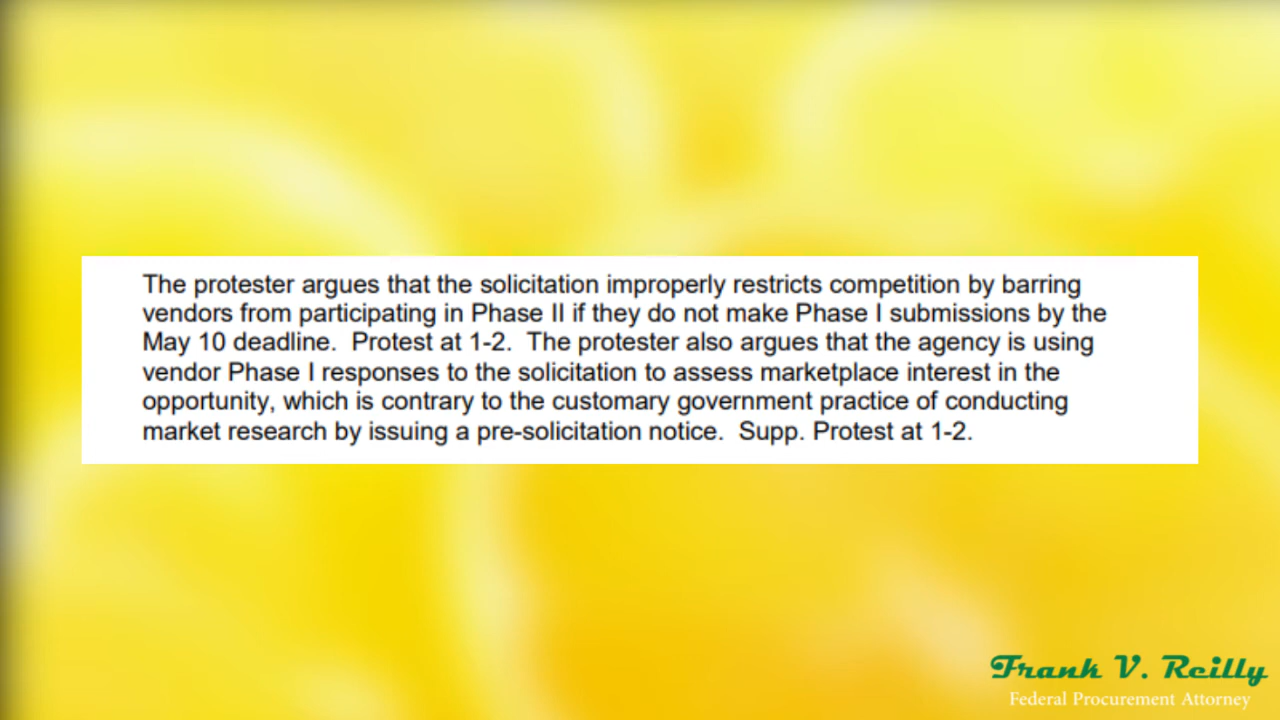 The protester argues that the solicitation improperly restricts competition by barring
vendors from participating in Phase II if they do not make Phase I submissions by the
May 10 deadline.  Protest at 1-2.  The protester also argues that the agency is using
vendor Phase I responses to the solicitation to assess marketplace interest in the
opportunity, which is contrary to the customary government practice of conducting
market research by issuing a pre-solicitation notice.  Supp. Protest at 1-2.
Frank V. Reilly
Federal Procurement Attorney